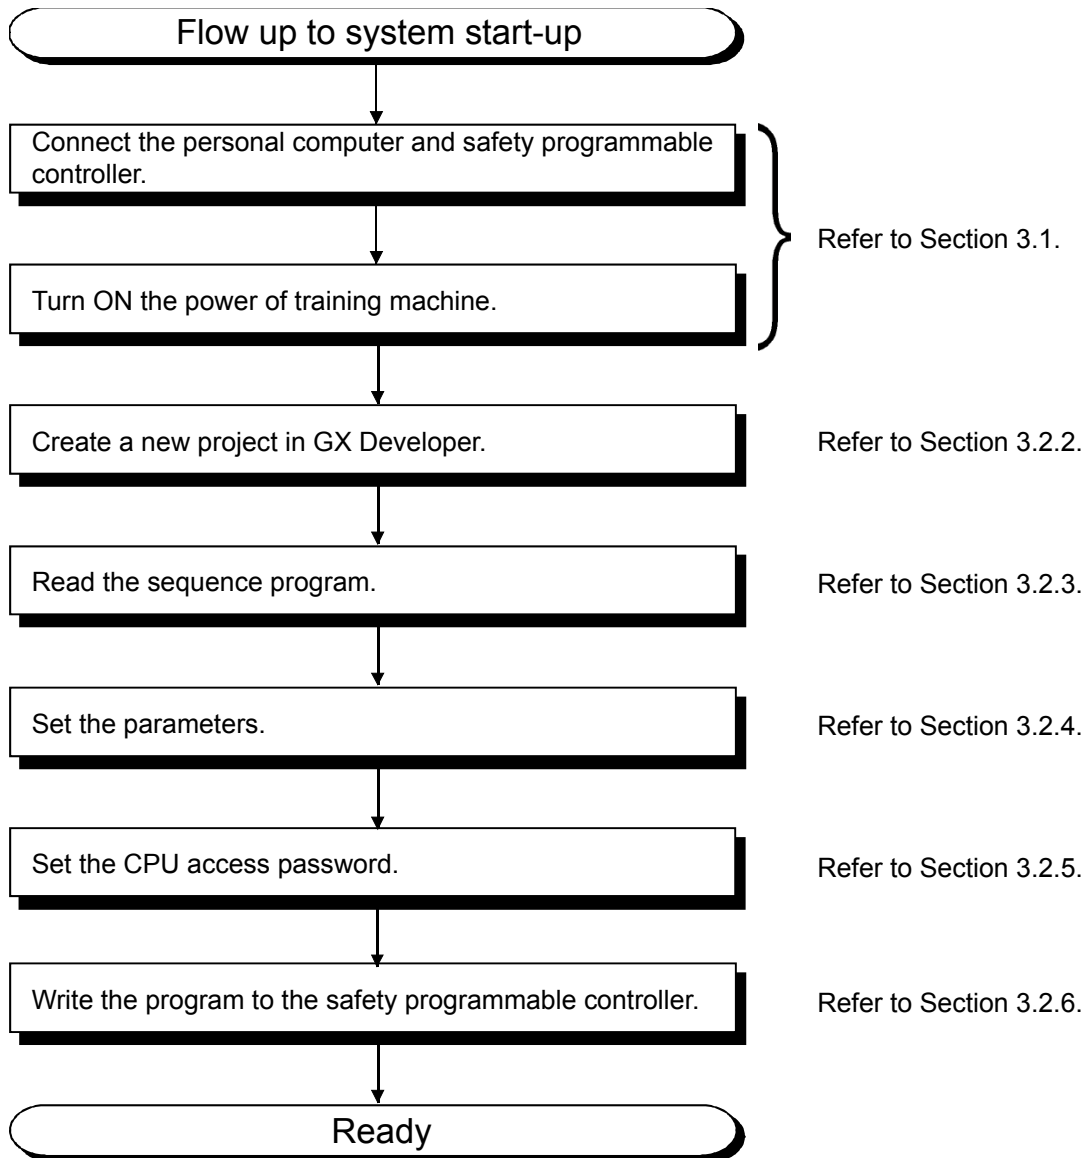 Flow up to system start-up
Connect the personal computer and safety programmable
controller.
Refer to Section 3.1.
Turn ON the power of training machine.
Create a new project in GX Developer.
Refer to Section 3.2.2.
Read the sequence program.
Refer to Section 3.2.3.
Set the parameters.
Refer to Section 3.2.4.
Set the CPU access password.
Refer to Section 3.2.5.
Write the program to the safety programmable controller.
Refer to Section 3.2.6.
Ready